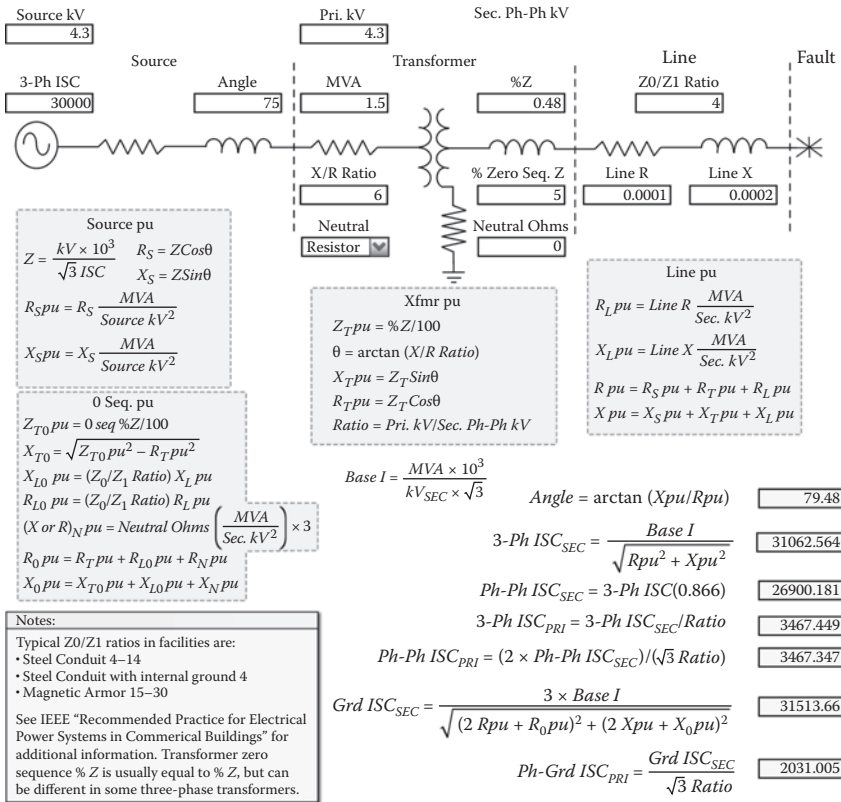 Source kV
4.3
Pri. kV
4.3
Sec. Ph-Ph kV
Source
Transformer
Line
Fault
3-Ph ISC
30000
Angle
75
MVA
1.5
%Z
0.48
Z0/Z1 Ratio
4
X/R Ratio
6
% Zero Seq. Z
5
Line R
0.0001
Line X
0.0002
Neutral
Resistor
Neutral Ohms
0
Source pu
Z = kV × 10³ / √3 ISC
R_S = ZCosθ
X_S = ZSinθ
R_S pu = R_S MVA / Source kV²
X_S pu = X_S MVA / Source kV²
0 Seq. pu
Z_T0 pu = 0 seq %Z/100
X_T0 = √(Z_T0 pu² – R_T pu²)
X_L0 pu = (Z_0/Z_1 Ratio) X_L pu
R_L0 pu = (Z_0/Z_1 Ratio) R_L pu
(X or R)_N pu = Neutral Ohms (MVA / Sec. kV²) × 3
R_0 pu = R_T pu + R_L0 pu + R_N pu
X_0 pu = X_T0 pu + X_L0 pu + X_N pu
Xfmr pu
Z_T pu = %Z/100
θ = arctan (X/R Ratio)
X_T pu = Z_T Sinθ
R_T pu = Z_T Cosθ
Ratio = Pri. kV/Sec. Ph-Ph kV
Line pu
R_L pu = Line R MVA / Sec. kV²
X_L pu = Line X MVA / Sec. kV²
R pu = R_S pu + R_T pu + R_L pu
X pu = X_S pu + X_T pu + X_L pu
Base I = MVA × 10³ / kV_SEC × √3
Angle = arctan (Xpu/Rpu)
79.48
3-Ph ISC_SEC = Base I / √(Rpu² + Xpu²)
31062.564
Ph-Ph ISC_SEC = 3-Ph ISC(0.866)
26900.181
3-Ph ISC_PRI = 3-Ph ISC_SEC/Ratio
3467.449
Ph-Ph ISC_PRI = (2 × Ph-Ph ISC_SEC)/(√3 Ratio)
3467.347
Grd ISC_SEC = 3 × Base I / √((2 Rpu + R_0 pu)² + (2 Xpu + X_0 pu)²)
31513.66
Ph-Grd ISC_PRI = Grd ISC_SEC / √3 Ratio
2031.005
Notes:
Typical Z0/Z1 ratios in facilities are:
• Steel Conduit 4–14
• Steel Conduit with internal ground 4
• Magnetic Armor 15–30
See IEEE “Recommended Practice for Electrical
Power Systems in Commerical Buildings” for
additional information. Transformer zero
sequence % Z is usually equal to % Z, but can
be different in some three-phase transformers.